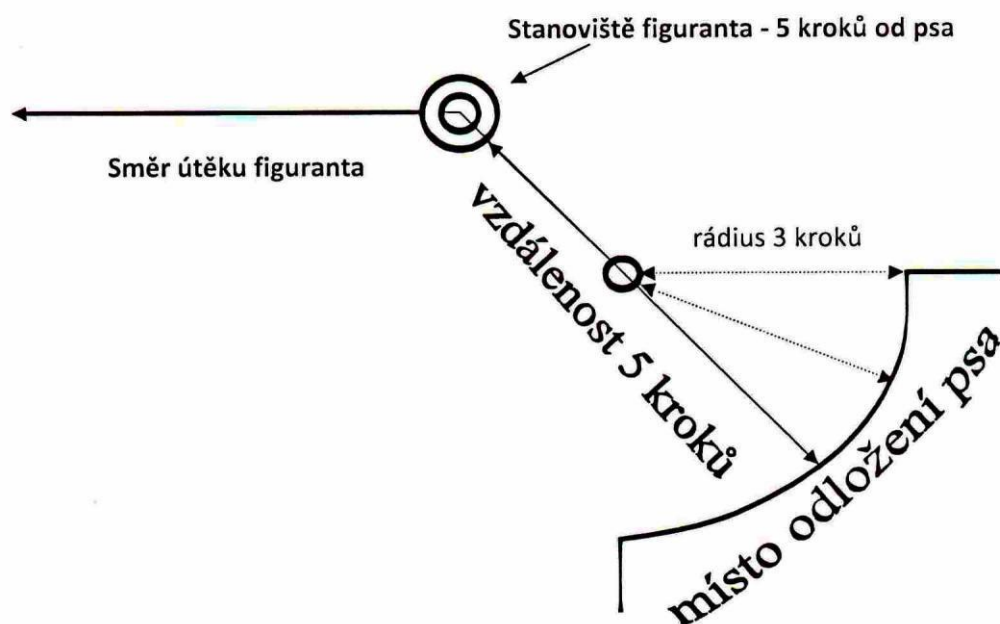 Stanoviště figuranta - 5 kroků od psa
Směr útěku figuranta
vzdálenost 5 kroků
rádius 3 kroků
místo odložení psa